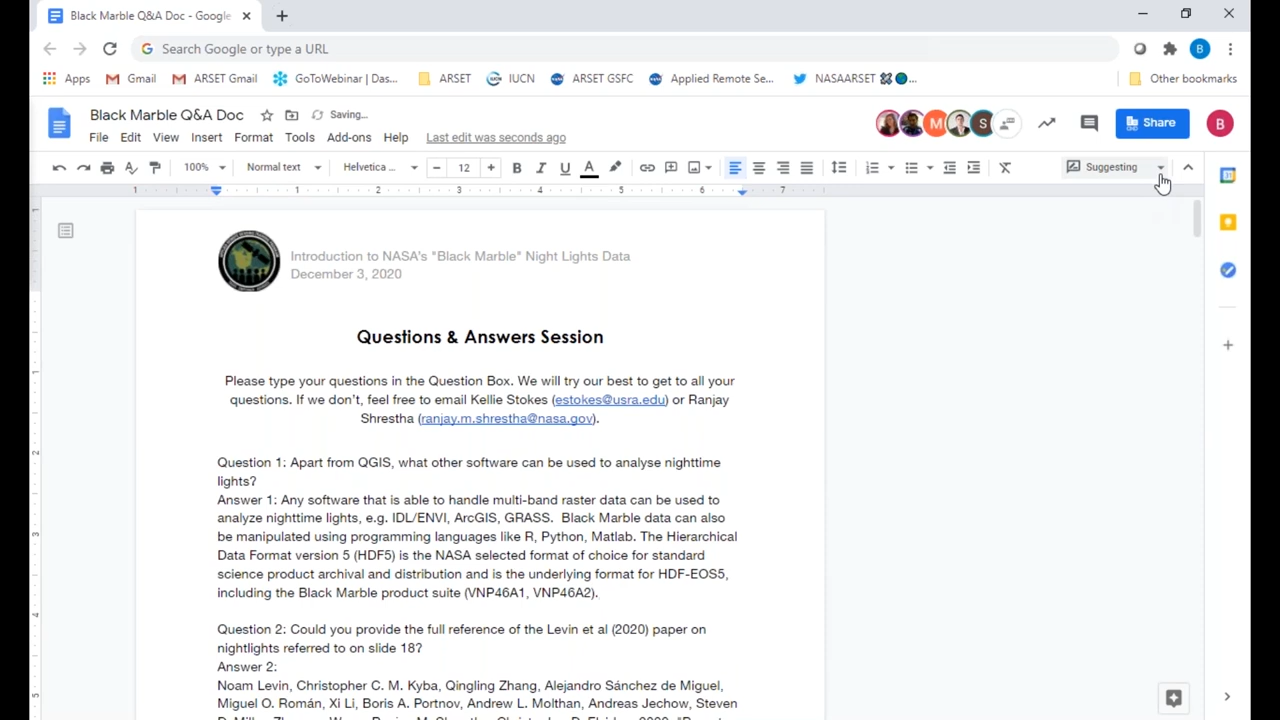 Black Marble Q&A Doc - Google
Search Google or type a URL
B
Apps
Gmail
ARSET Gmail
GoToWebinar | Das...
ARSET
IUCN
ARSET GSFC
Applied Remote Se...
NASAARSET
Other bookmarks
Black Marble Q&A Doc
Saving...
M
S
Share
B
File Edit View Insert Format Tools Add-ons Help
Last edit was seconds ago
100%
Normal text
Helvetica ...
12
B I U A
Suggesting
1 1 2 3 4 5 6 7
Introduction to NASA's "Black Marble" Night Lights Data
December 3, 2020
Questions & Answers Session
Please type your questions in the Question Box. We will try our best to get to all your
questions. If we don't, feel free to email Kellie Stokes (estokes@usra.edu) or Ranjay
Shrestha (ranjay.m.shrestha@nasa.gov).
Question 1: Apart from QGIS, what other software can be used to analyse nighttime
lights?
Answer 1: Any software that is able to handle multi-band raster data can be used to
analyze nighttime lights, e.g. IDL/ENVI, ArcGIS, GRASS.  Black Marble data can also
be manipulated using programming languages like R, Python, Matlab. The Hierarchical
Data Format version 5 (HDF5) is the NASA selected format of choice for standard
science product archival and distribution and is the underlying format for HDF-EOS5,
including the Black Marble product suite (VNP46A1, VNP46A2).
Question 2: Could you provide the full reference of the Levin et al (2020) paper on
nightlights referred to on slide 18?
Answer 2:
Noam Levin, Christopher C. M. Kyba, Qingling Zhang, Alejandro Sánchez de Miguel,
Miguel O. Román, Xi Li, Boris A. Portnov, Andrew L. Molthan, Andreas Jechow, Steven